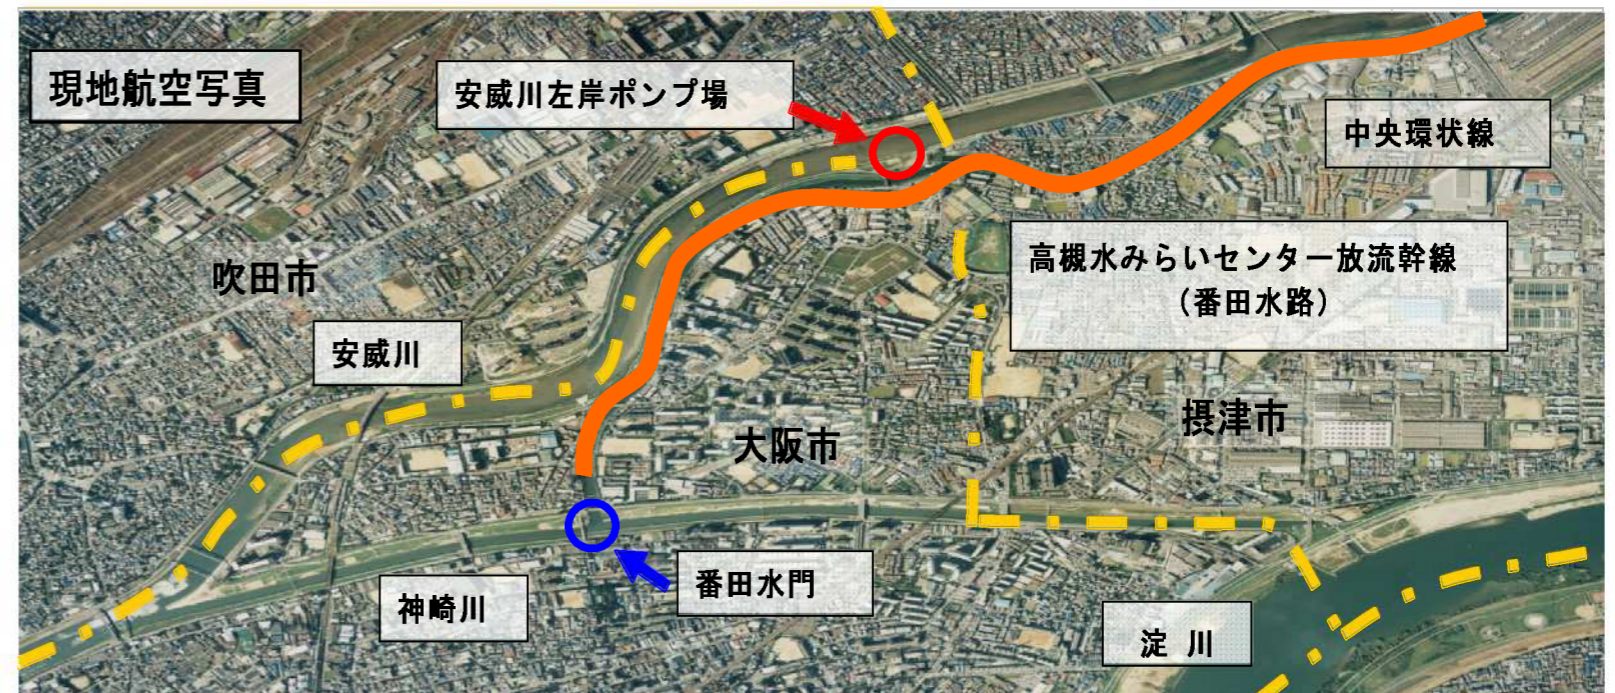 現地航空写真
安威川左岸ポンプ場
中央環状線
高槻水みらいセンター放流幹線
（番田水路）
吹田市
安威川
摂津市
大阪市
番田水門
神崎川
淀 川